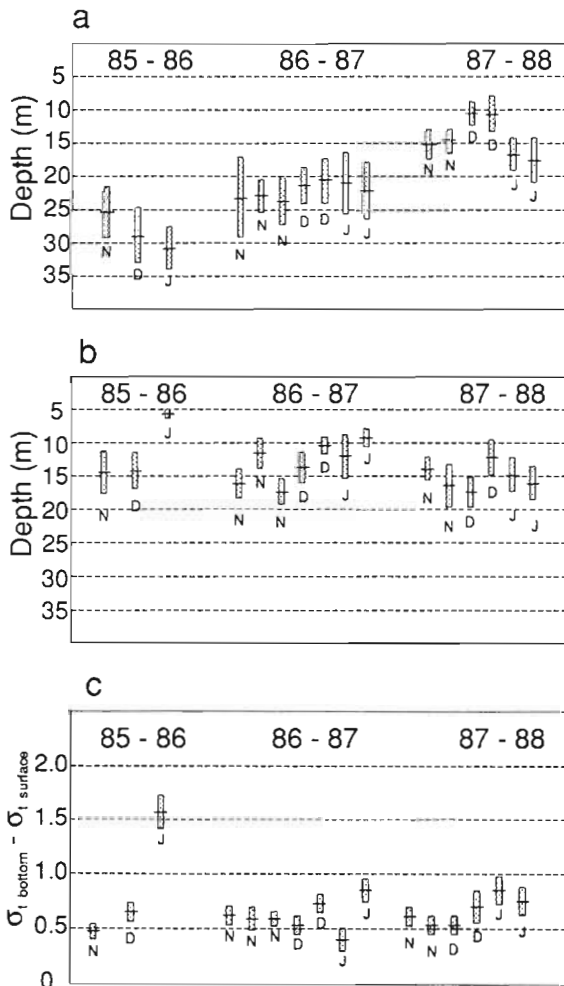 a
85 - 86 86 - 87 87 - 88
Depth (m)
5
10
15
20
25
30
35
N D J
N N N D D J J
N N D D J J
b
85 - 86 86 - 87 87 - 88
Depth (m)
5
10
15
20
25
30
35
N D J
N N N D D J J
N N D D J J
c
85 - 86 86 - 87 87 - 88
σt bottom - σt surface
2.0
1.5
1.0
0.5
0
N D J
N N N D D J J
N N D D J J